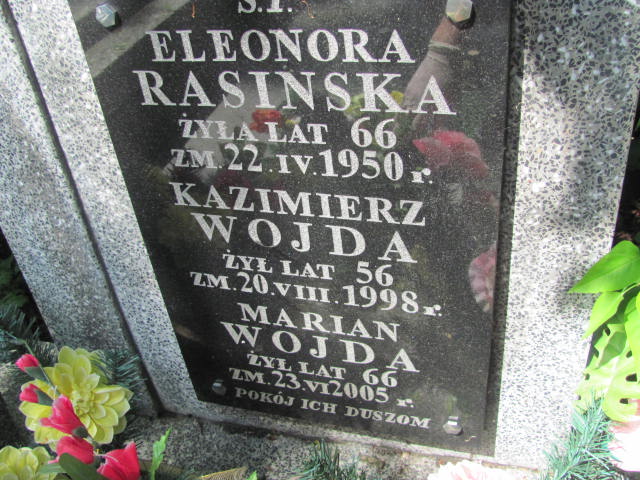 Ś.P.
ELEONORA
RASIŃSKA
ŻYŁA LAT 66
ZM. 22.IV.1950 r.
KAZIMIERZ
WOJDA
ŻYŁ LAT 56
ZM. 20.VIII.1998 r.
MARIAN
WOJDA
ŻYŁ LAT 66
ZM. 23.VI 2005 r.
POKÓJ ICH DUSZOM